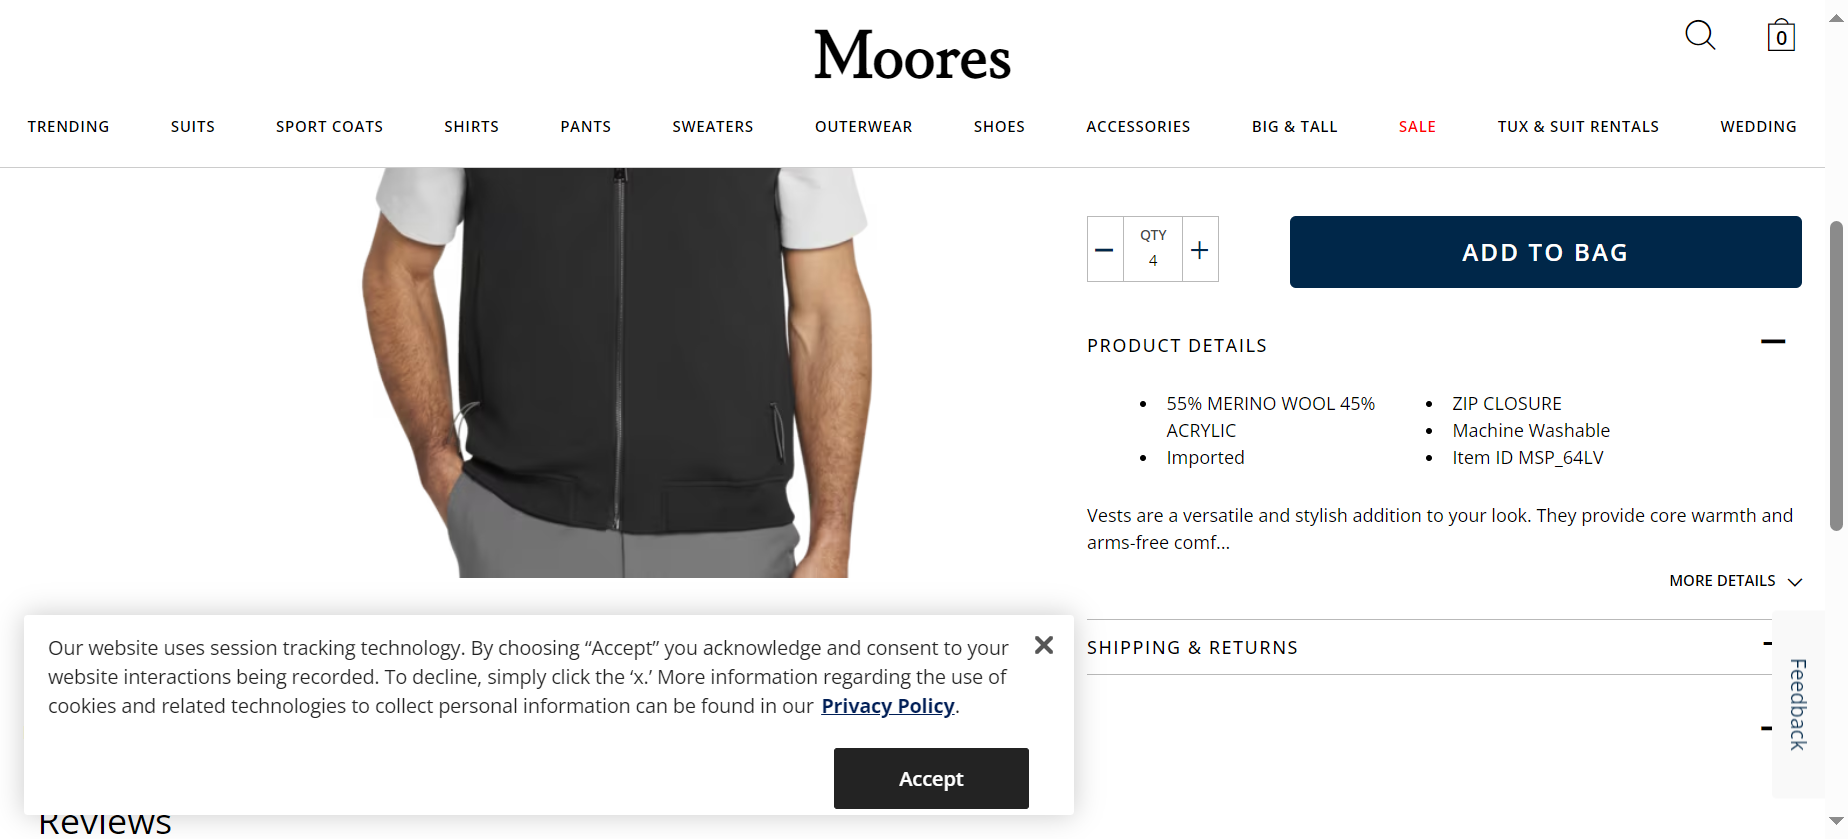 Moores
0
TRENDING SUITS SPORT COATS SHIRTS PANTS SWEATERS OUTERWEAR SHOES ACCESSORIES BIG & TALL SALE TUX & SUIT RENTALS WEDDING
QTY
4
ADD TO BAG
PRODUCT DETAILS
55% MERINO WOOL 45%
ACRYLIC
Imported
ZIP CLOSURE
Machine Washable
Item ID MSP_64LV
Vests are a versatile and stylish addition to your look. They provide core warmth and
arms-free comf...
MORE DETAILS
SHIPPING & RETURNS
Feedback
Our website uses session tracking technology. By choosing “Accept” you acknowledge and consent to your
website interactions being recorded. To decline, simply click the ‘x.’ More information regarding the use of
cookies and related technologies to collect personal information can be found in our Privacy Policy.
Accept
Reviews